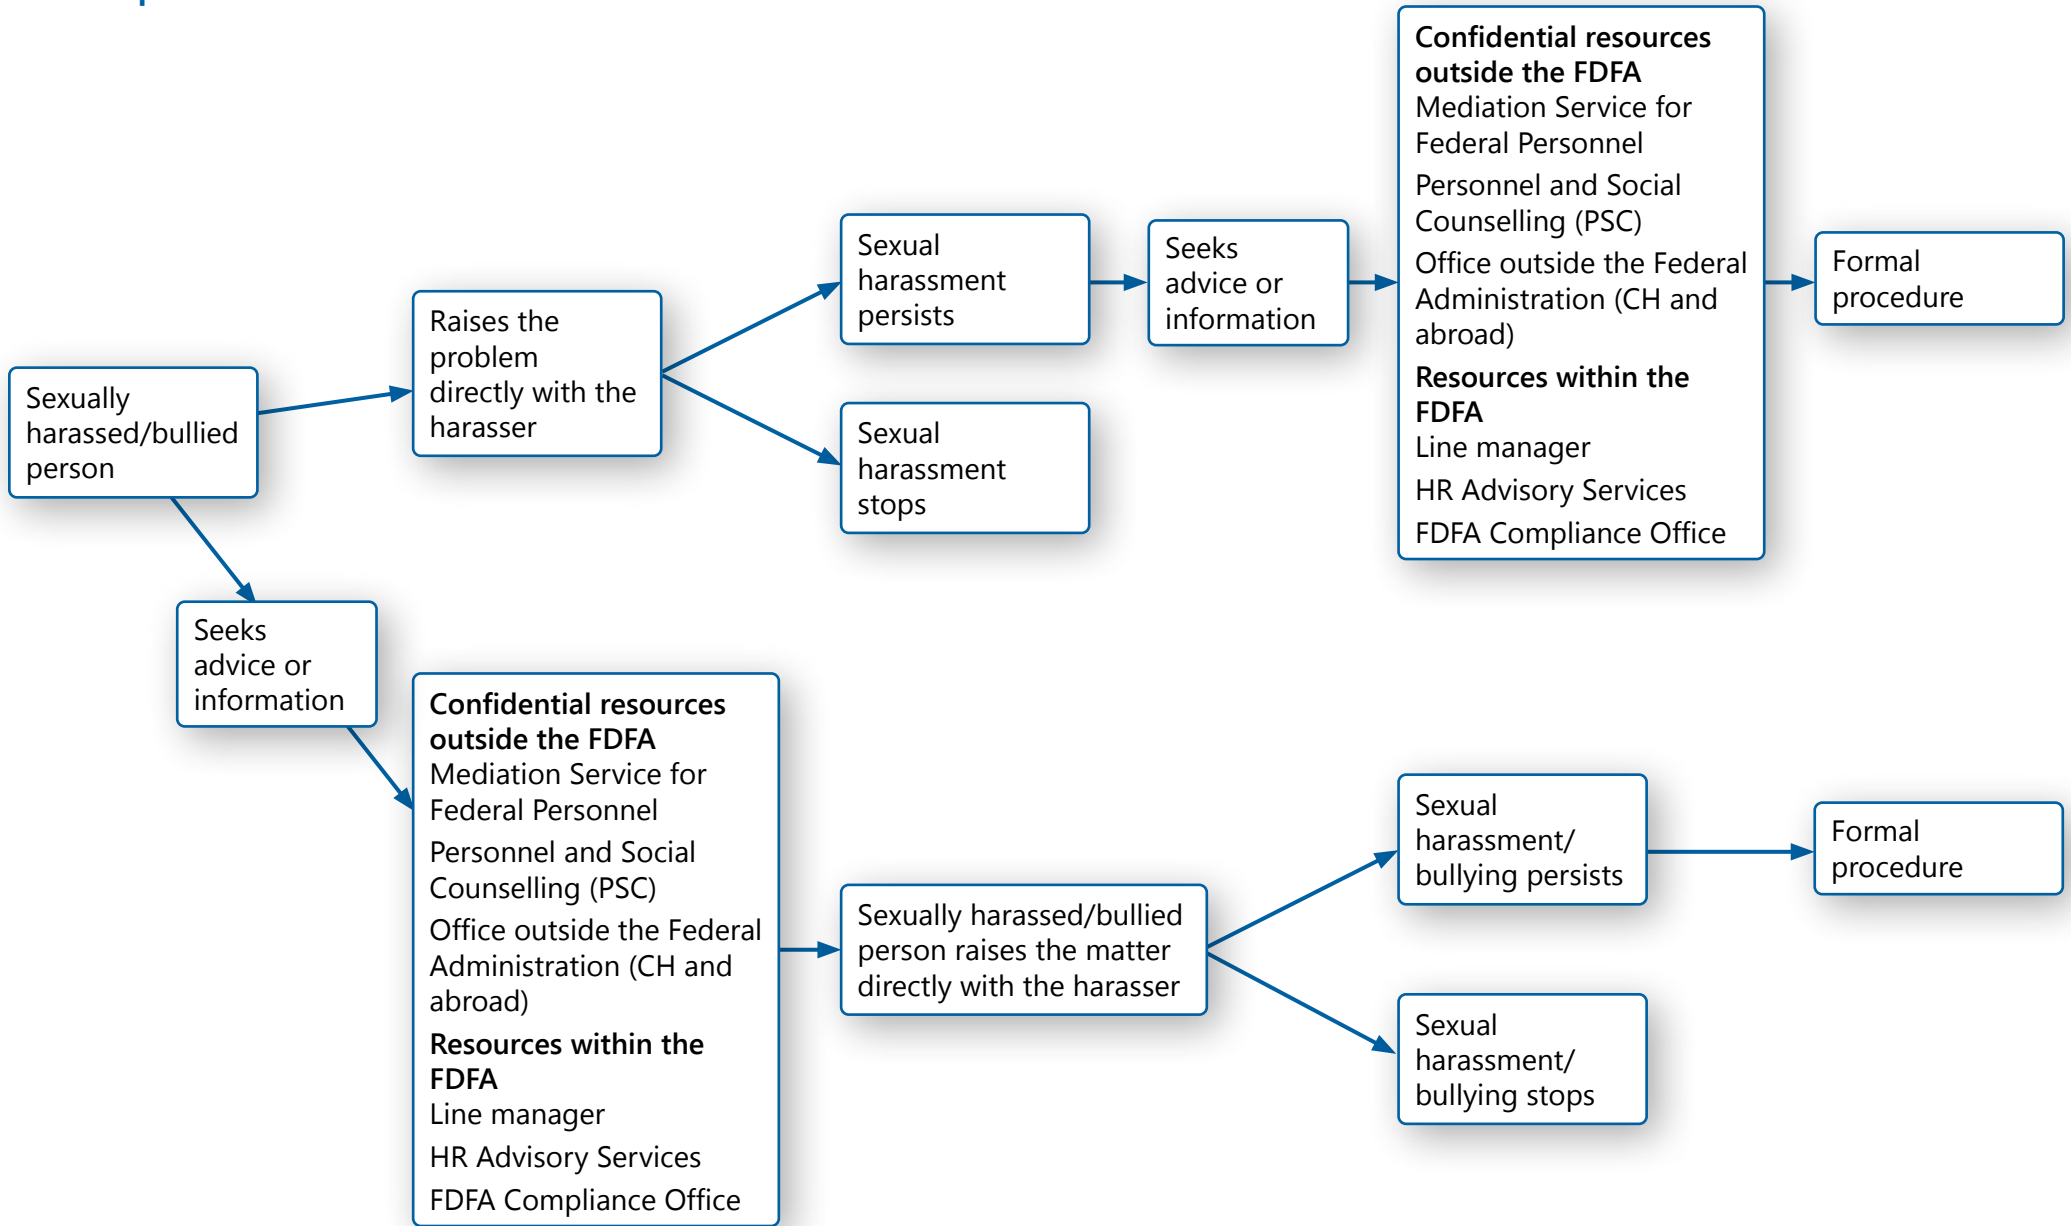 Sexually
harassed/bullied
person
Raises the
problem
directly with the
harasser
Sexual
harassment
persists
Sexual
harassment
stops
Seeks
advice or
information
Confidential resources
outside the FDFA
Mediation Service for
Federal Personnel
Personnel and Social
Counselling (PSC)
Office outside the Federal
Administration (CH and
abroad)
Resources within the
FDFA
Line manager
HR Advisory Services
FDFA Compliance Office
Formal
procedure
Seeks
advice or
information
Confidential resources
outside the FDFA
Mediation Service for
Federal Personnel
Personnel and Social
Counselling (PSC)
Office outside the Federal
Administration (CH and
abroad)
Resources within the
FDFA
Line manager
HR Advisory Services
FDFA Compliance Office
Sexually harassed/bullied
person raises the matter
directly with the harasser
Sexual
harassment/
bullying persists
Sexual
harassment/
bullying stops
Formal
procedure